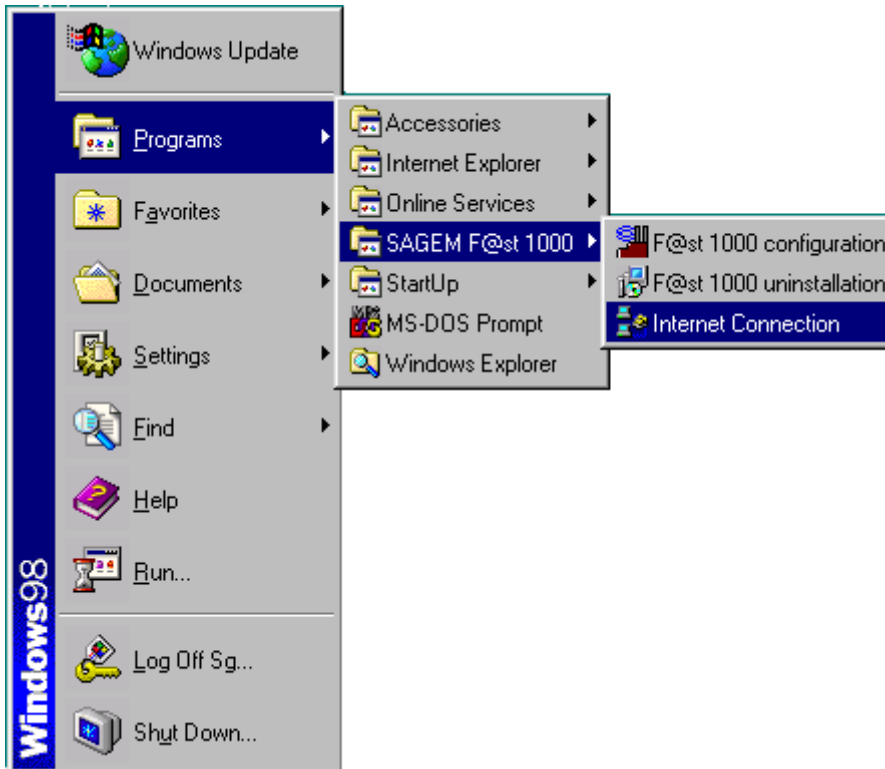 Windows Update
Programs
Favorites
Documents
Settings
Find
Help
Run...
Log Off Sg...
Shut Down...
Windows98
Accessories
Internet Explorer
Online Services
SAGEM F@st 1000
StartUp
MS-DOS Prompt
Windows Explorer
F@st 1000 configuration
F@st 1000 uninstallation
Internet Connection